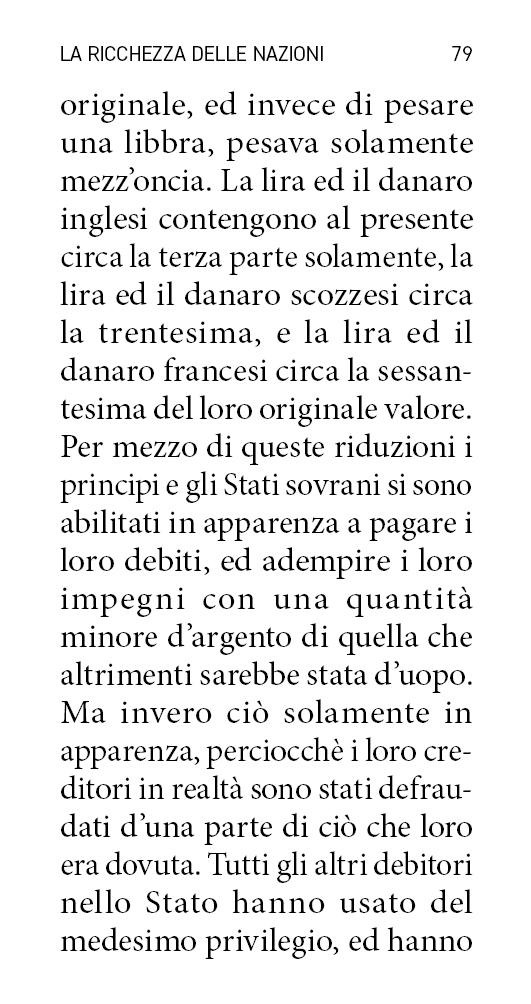 LA RICCHEZZA DELLE NAZIONI 79
originale, ed invece di pesare
una libbra, pesava solamente
mezz’oncia. La lira ed il danaro
inglesi contengono al presente
circa la terza parte solamente, la
lira ed il danaro scozzesi circa
la trentesima, e la lira ed il
danaro francesi circa la sessan-
tesima del loro originale valore.
Per mezzo di queste riduzioni i
principi e gli Stati sovrani si sono
abilitati in apparenza a pagare i
loro debiti, ed adempire i loro
impegni con una quantità
minore d’argento di quella che
altrimenti sarebbe stata d’uopo.
Ma invero ciò solamente in
apparenza, perciocchè i loro cre-
ditori in realtà sono stati defrau-
dati d’una parte di ciò che loro
era dovuta. Tutti gli altri debitori
nello Stato hanno usato del
medesimo privilegio, ed hanno